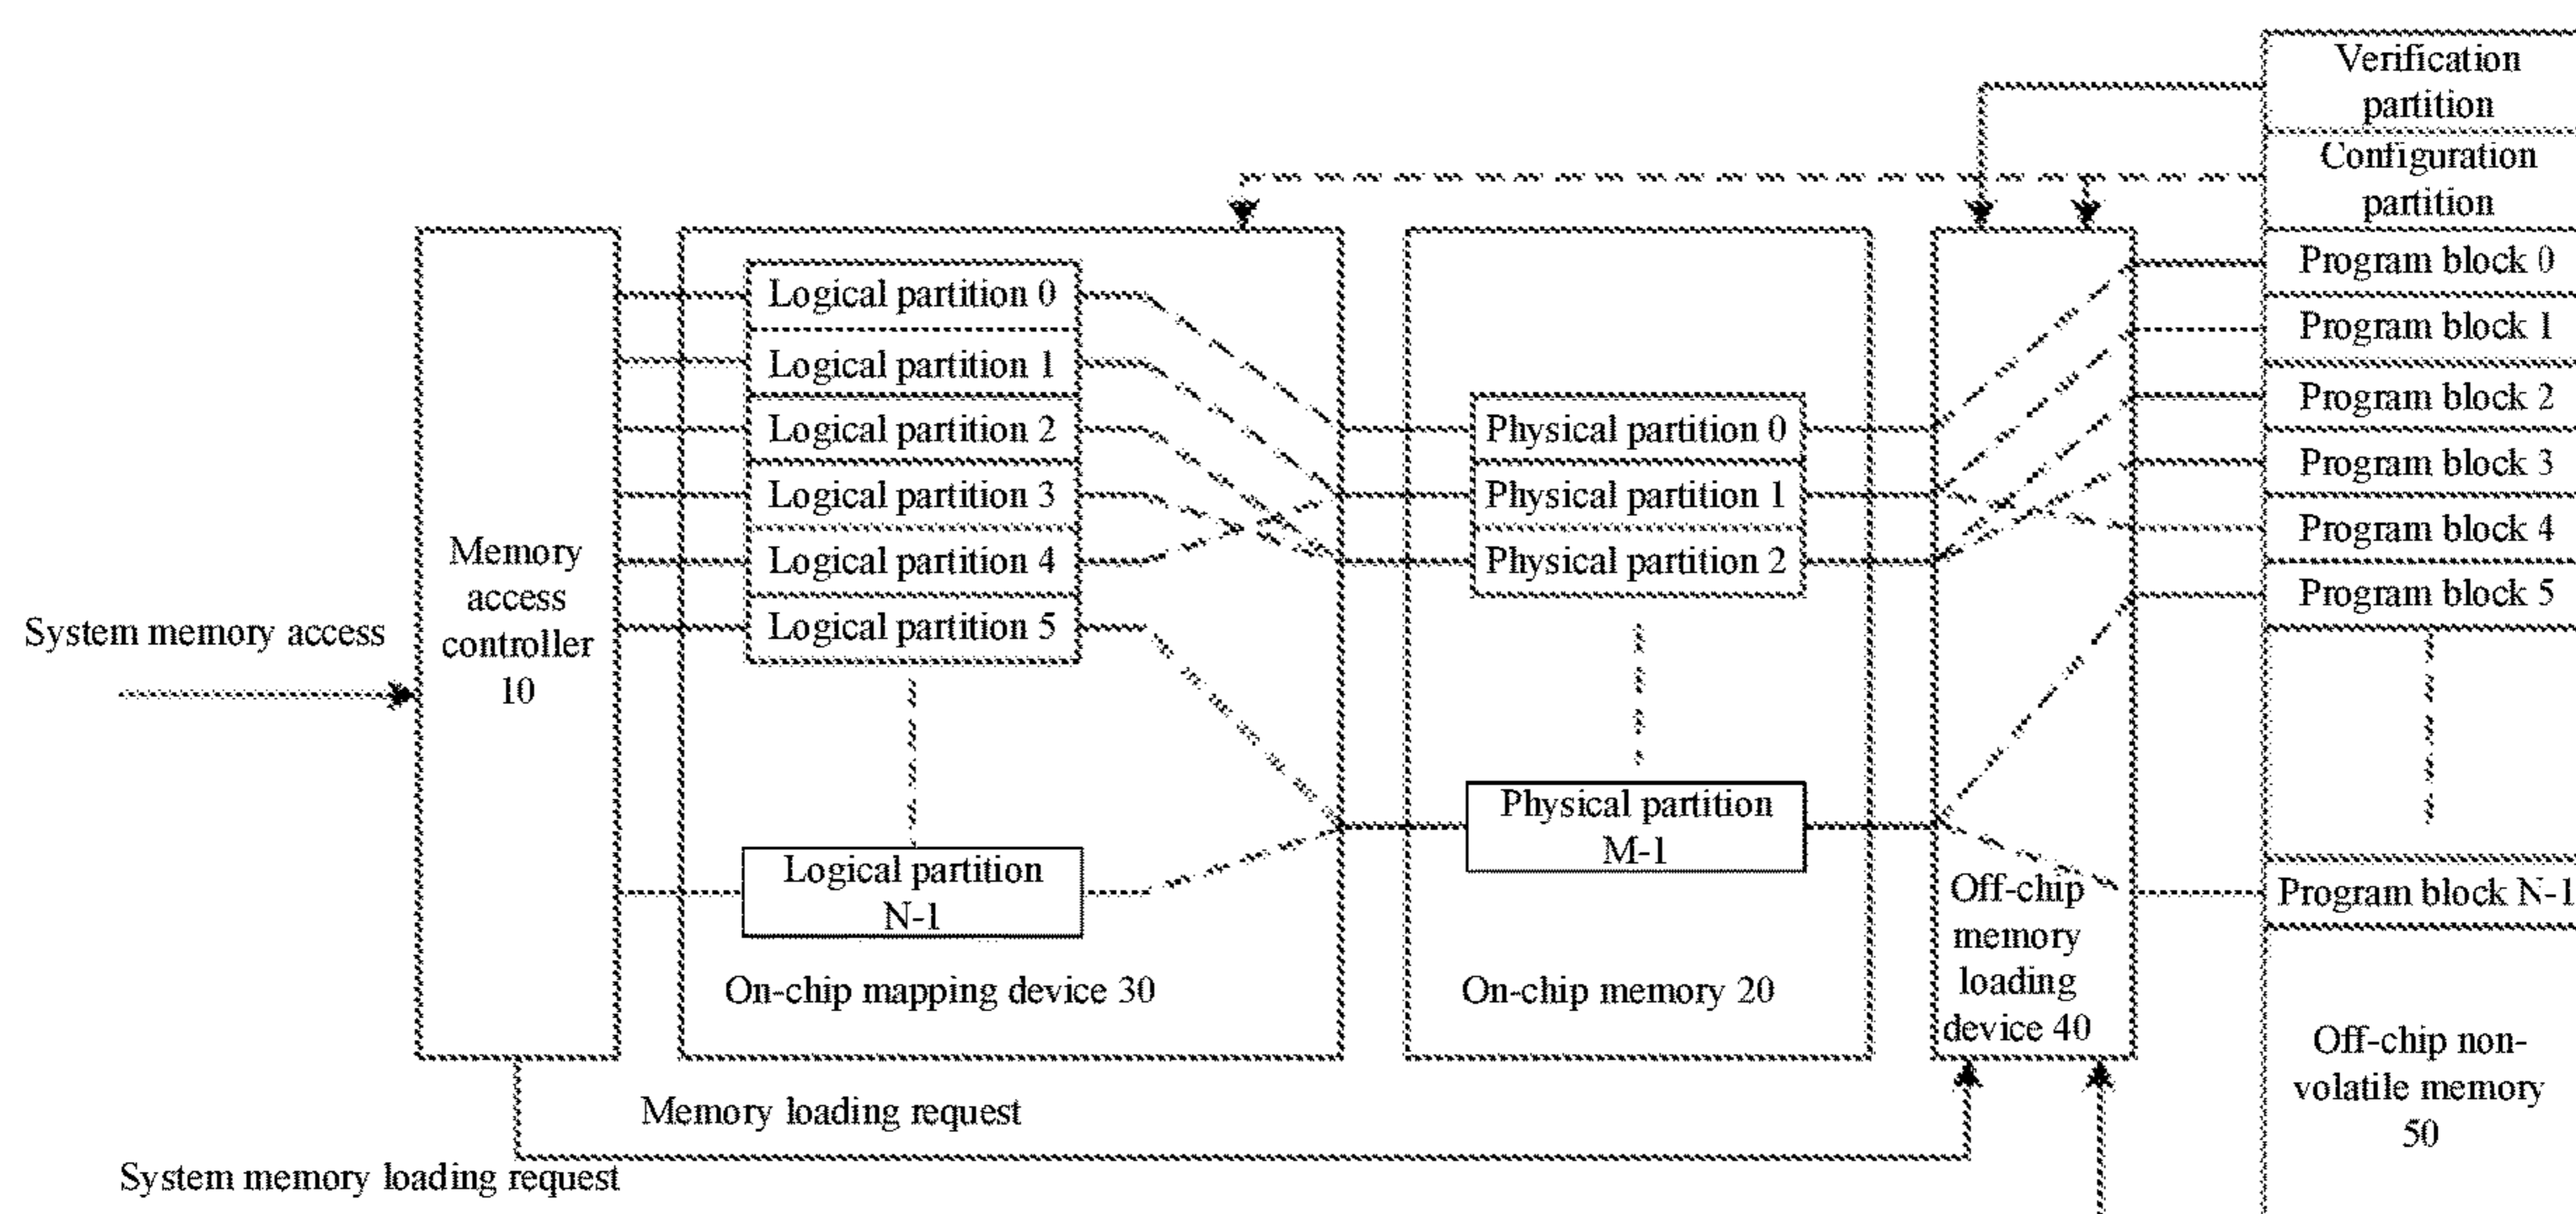 Verification
partition
Configuration
partition
System memory access
Memory
access
controller
10
Logical partition 0
Logical partition 1
Logical partition 2
Logical partition 3
Logical partition 4
Logical partition 5
Logical partition
N-1
On-chip mapping device 30
Physical partition 0
Physical partition 1
Physical partition 2
Physical partition
M-1
On-chip memory 20
Off-chip
memory
loading
device 40
Program block 0
Program block 1
Program block 2
Program block 3
Program block 4
Program block 5
Program block N-1
Off-chip non-
volatile memory
50
Memory loading request
System memory loading request